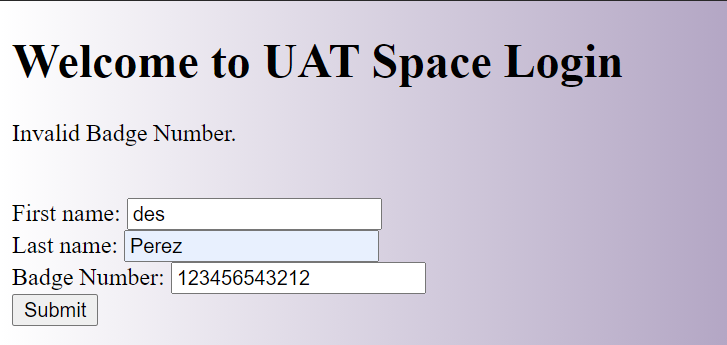 Welcome to UAT Space Login
Invalid Badge Number.
First name: des
Last name: Perez
Badge Number: 123456543212
Submit